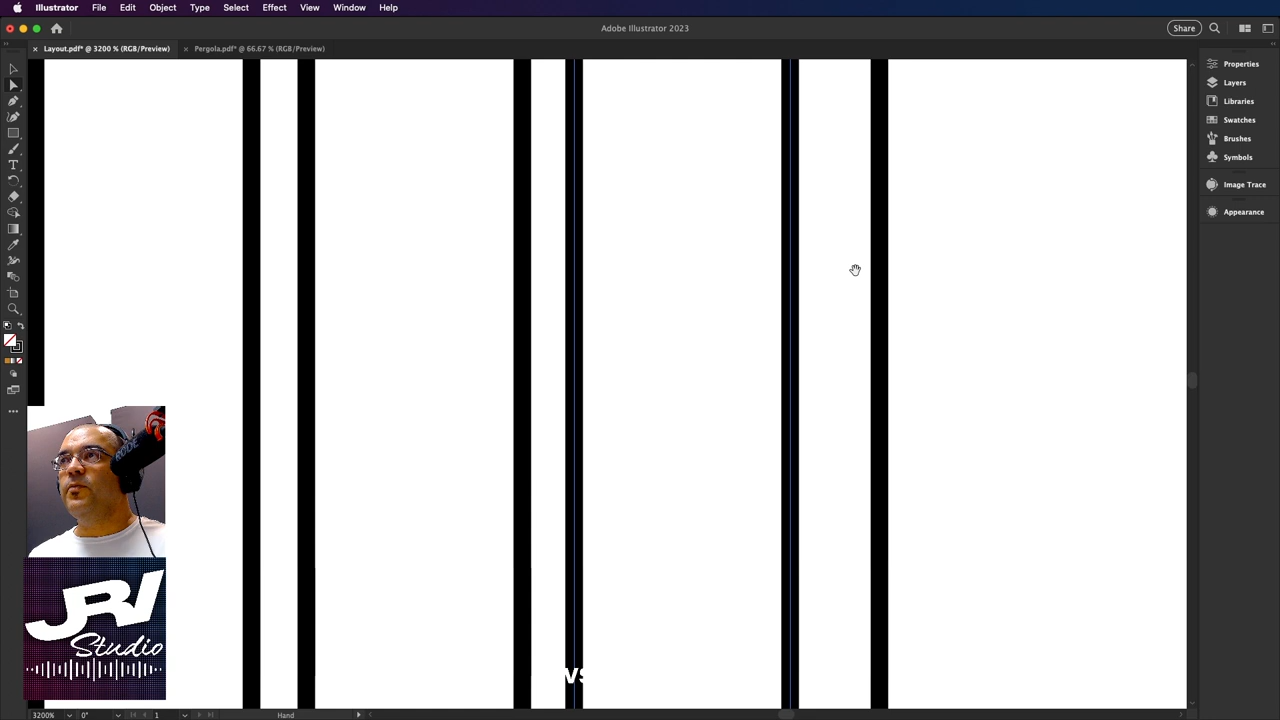 Illustrator File Edit Object Type Select Effect View Window Help
Adobe Illustrator 2023
Share
× Layout.pdf* @ 3200 % (RGB/Preview) × Pergola.pdf* @ 66.67 % (RGB/Preview)
Properties
Layers
Libraries
Swatches
Brushes
Symbols
Image Trace
Appearance
RODE
JRV
Studio
vs
3200% 0° 1 Hand